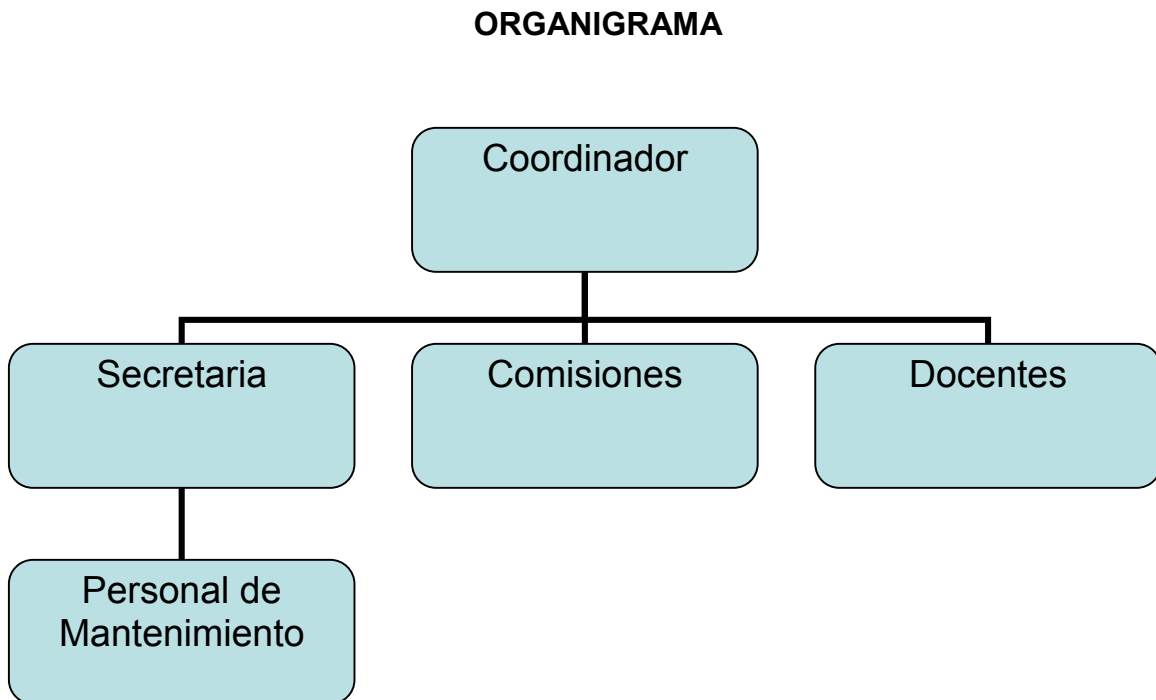 ORGANIGRAMA
Coordinador
Secretaria
Comisiones
Docentes
Personal de
Mantenimiento